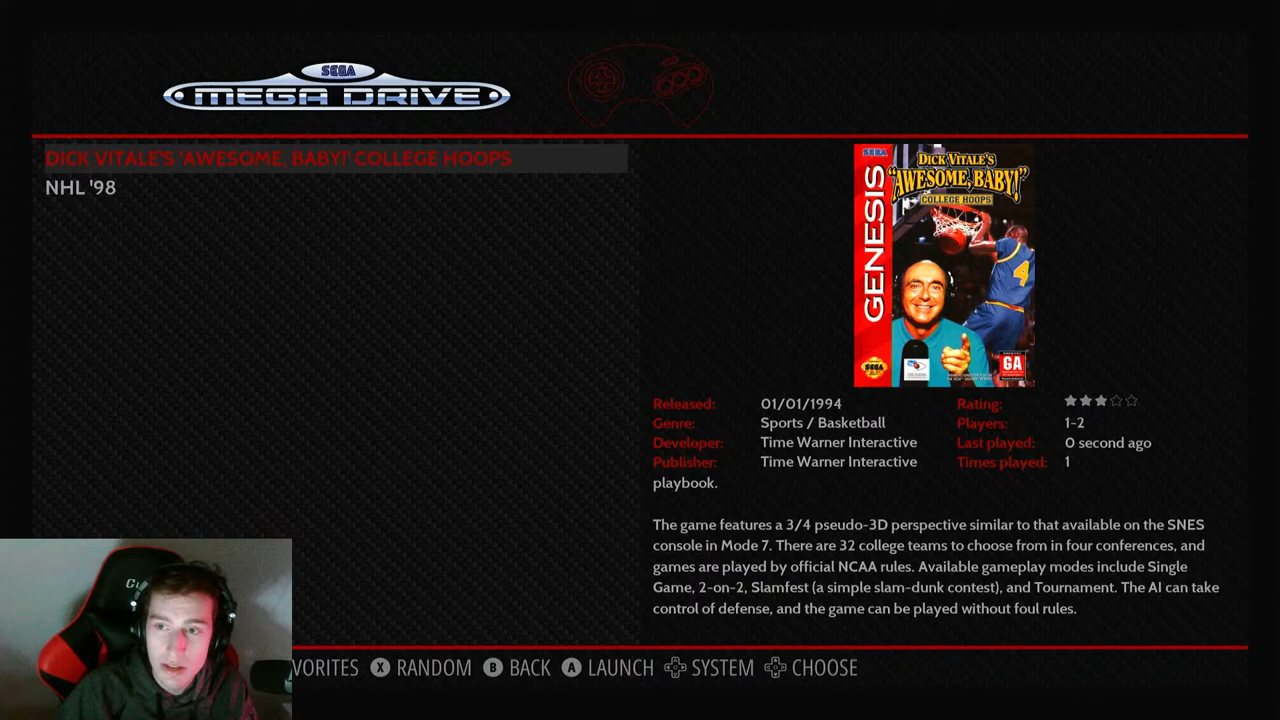 SEGA
MEGA DRIVE
DICK VITALE'S 'AWESOME, BABY!' COLLEGE HOOPS
NHL '98
SEGA
GENESIS
DICK VITALE'S
"AWESOME, BABY!"
COLLEGE HOOPS
4
SEGA
GA
Released: 01/01/1994 Rating:
Genre: Sports / Basketball Players: 1-2
Developer: Time Warner Interactive Last played: 0 second ago
Publisher: Time Warner Interactive Times played: 1
playbook.
The game features a 3/4 pseudo-3D perspective similar to that available on the SNES
console in Mode 7. There are 32 college teams to choose from in four conferences, and
games are played by official NCAA rules. Available gameplay modes include Single
Game, 2-on-2, Slamfest (a simple slam-dunk contest), and Tournament. The AI can take
control of defense, and the game can be played without foul rules.
VORITES X RANDOM B BACK A LAUNCH SYSTEM CHOOSE